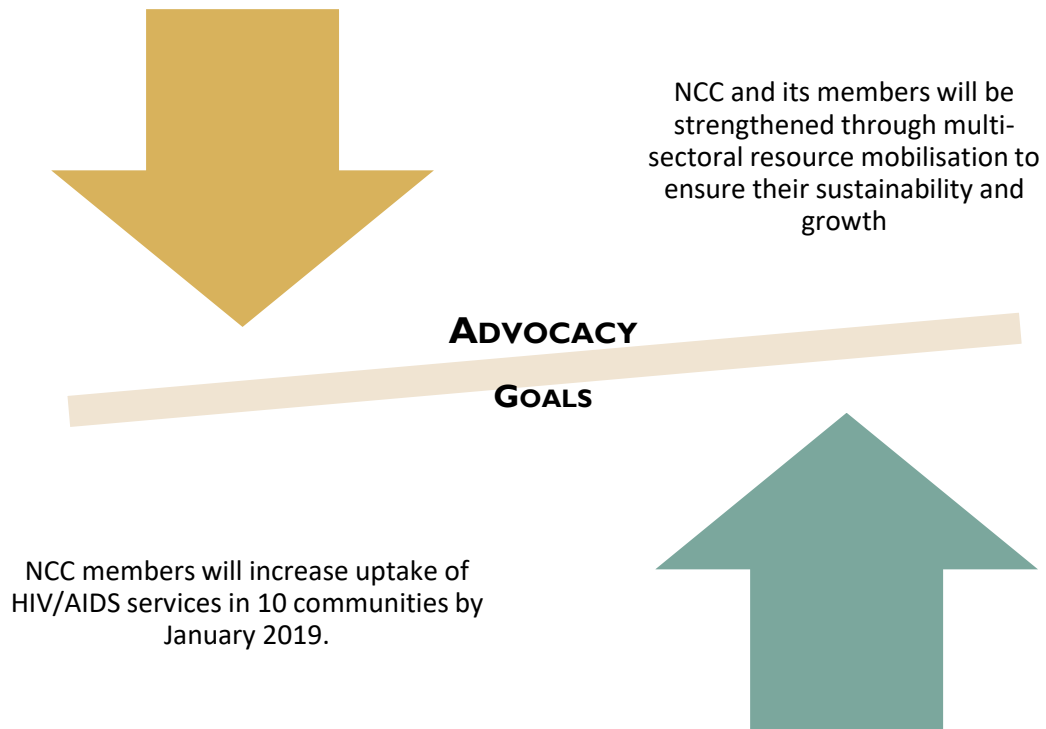 NCC and its members will be
strengthened through multi-
sectoral resource mobilisation to
ensure their sustainability and
growth
ADVOCACY
GOALS
NCC members will increase uptake of
HIV/AIDS services in 10 communities by
January 2019.